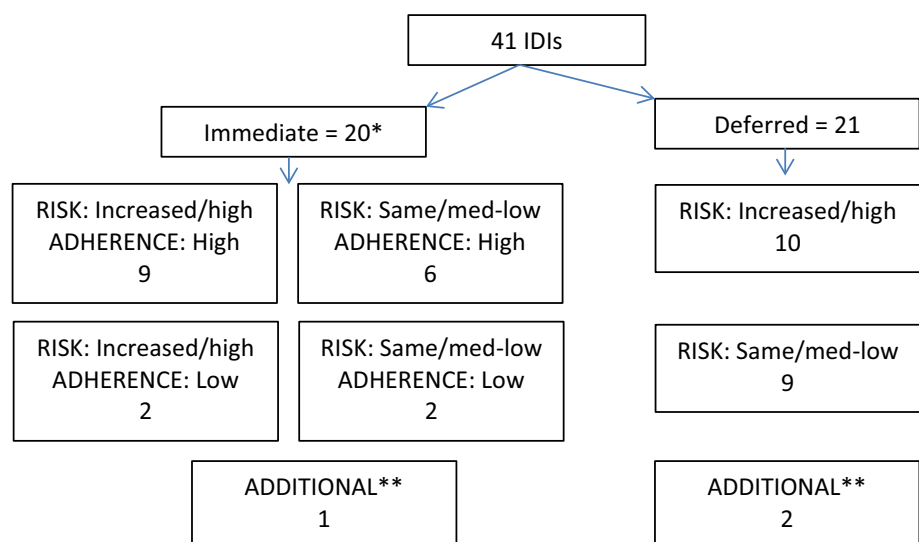 41 IDIs
Immediate = 20*
Deferred = 21
RISK: Increased/high
ADHERENCE: High
9
RISK: Same/med-low
ADHERENCE: High
6
RISK: Increased/high
10
RISK: Increased/high
ADHERENCE: Low
2
RISK: Same/med-low
ADHERENCE: Low
2
RISK: Same/med-low
9
ADDITIONAL**
1
ADDITIONAL**
2